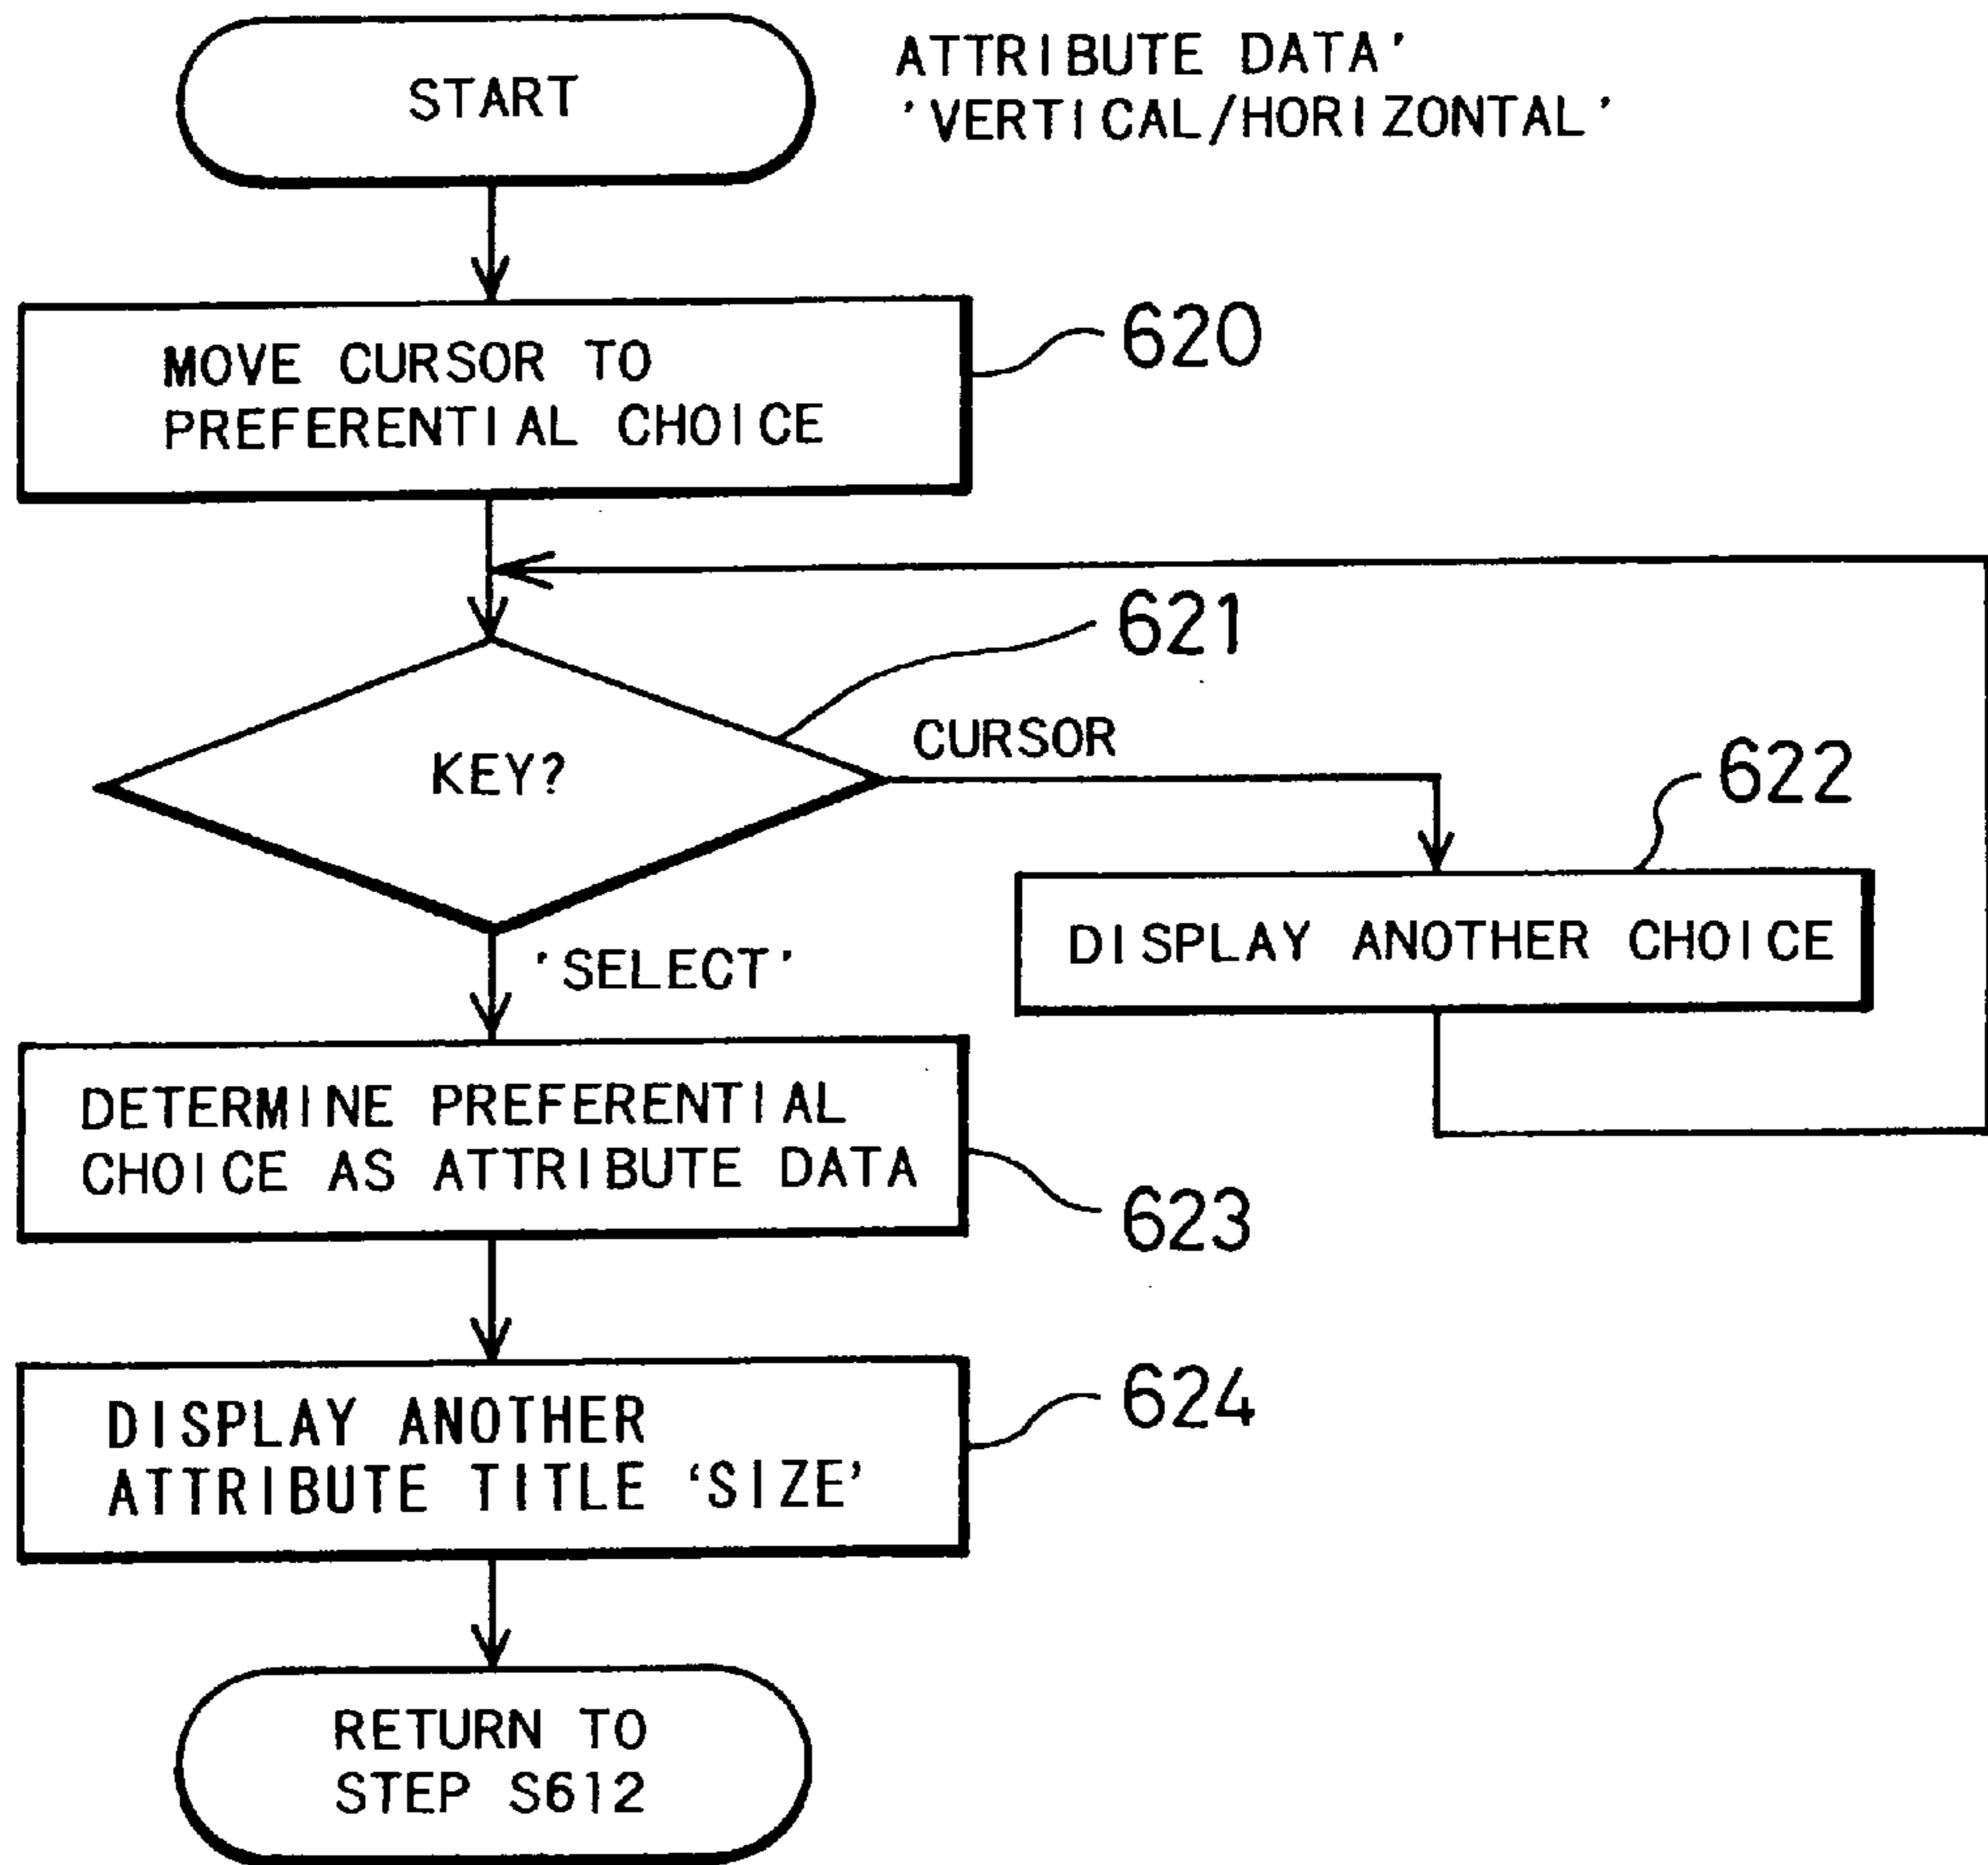 START
ATTRIBUTE DATA'
'VERTICAL/HORIZONTAL'
MOVE CURSOR TO
PREFERENTIAL CHOICE
620
621
KEY?
CURSOR
622
DISPLAY ANOTHER CHOICE
'SELECT'
DETERMINE PREFERENTIAL
CHOICE AS ATTRIBUTE DATA
623
DISPLAY ANOTHER
ATTRIBUTE TITLE 'SIZE'
624
RETURN TO
STEP S612